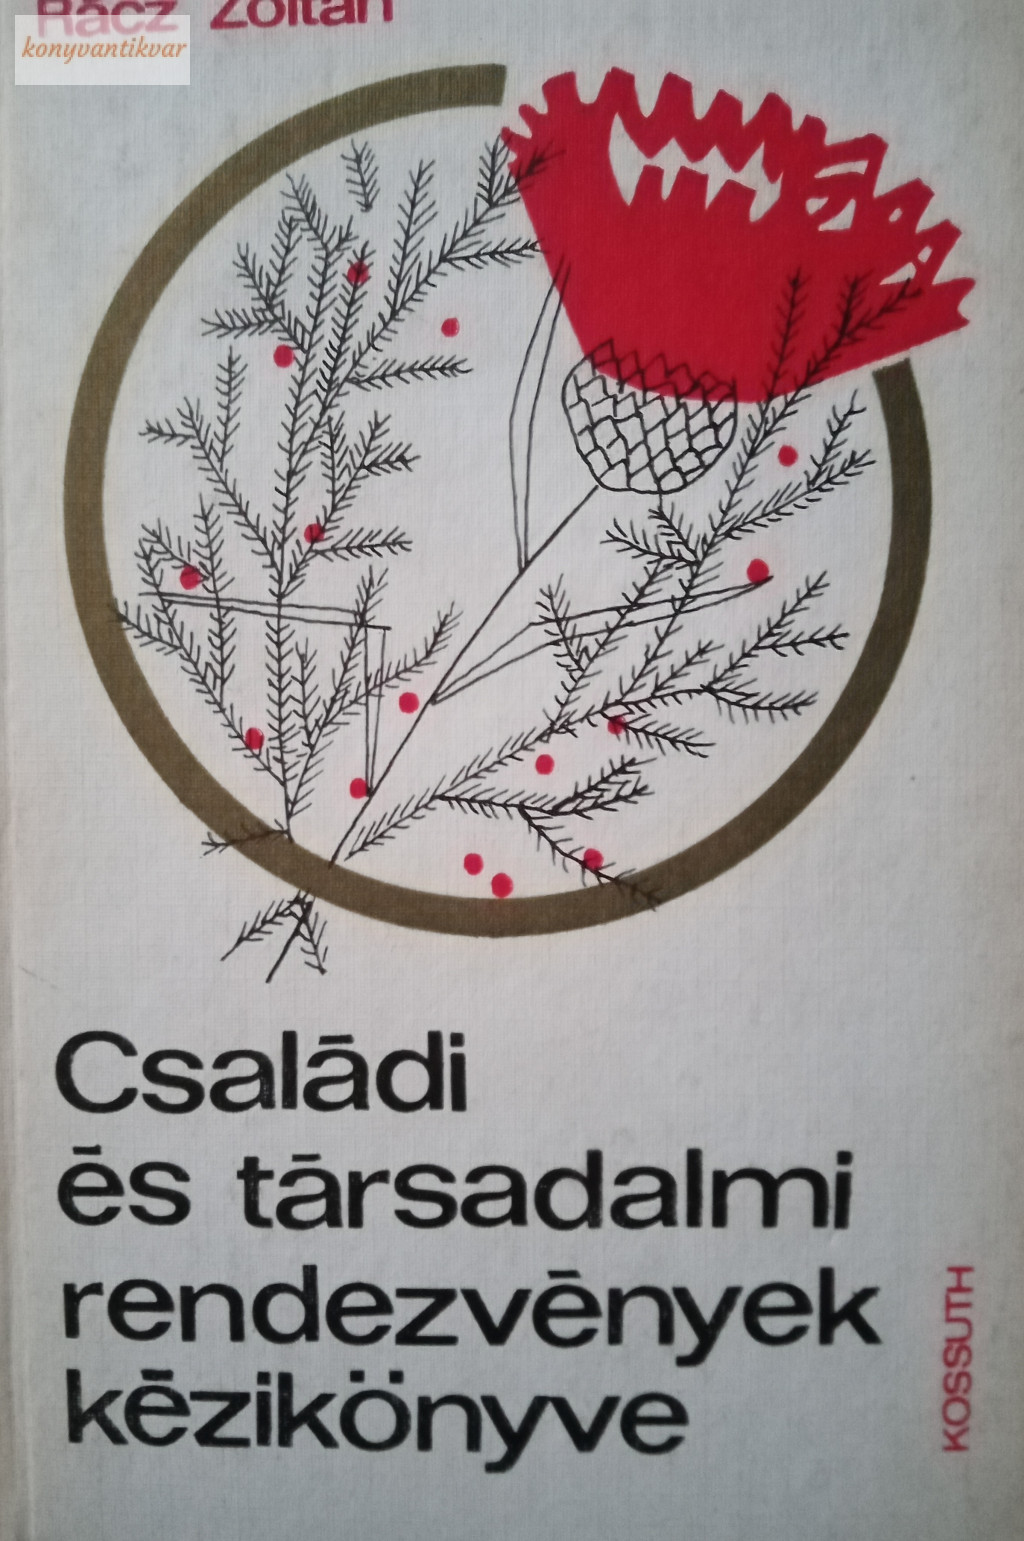 Rácz Zoltán
konyvantikvar
Családi
és társadalmi
rendezvények
kézikönyve
KOSSUTH